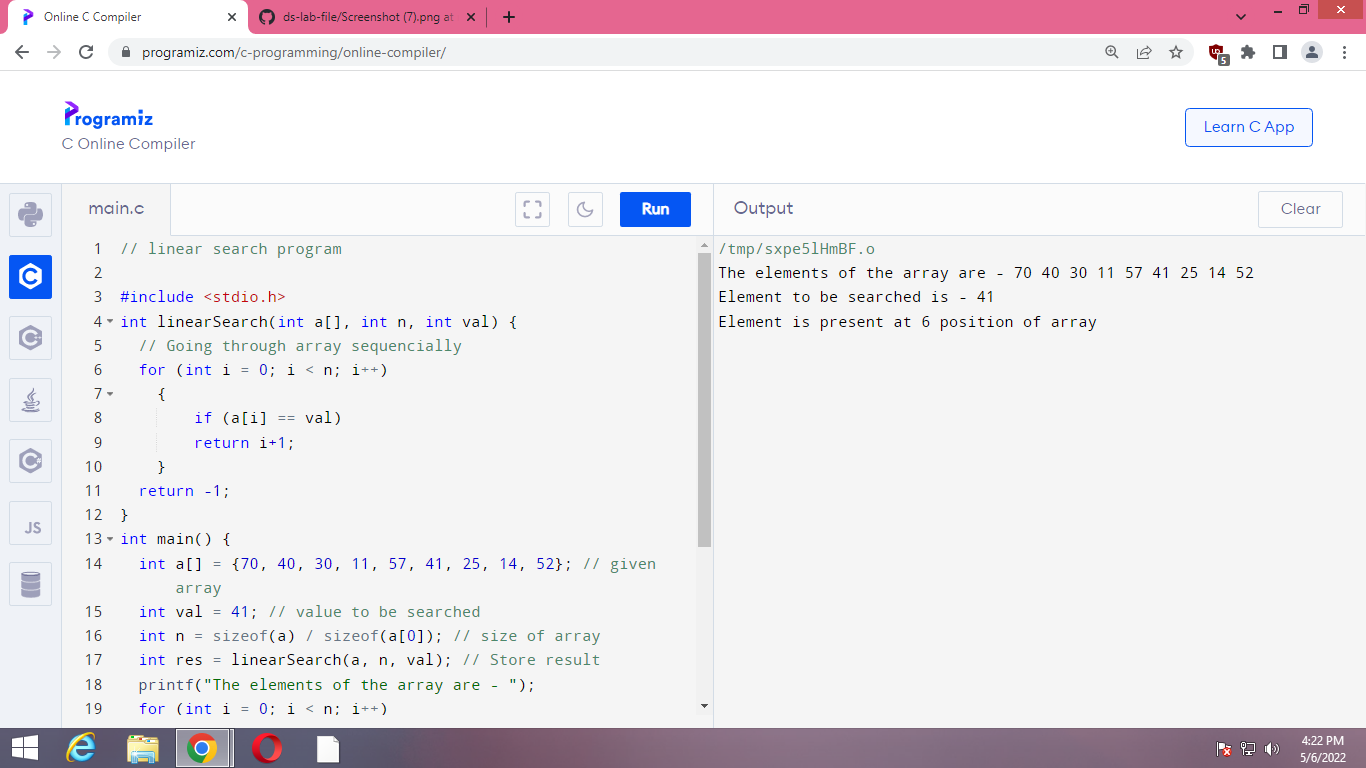 Online C Compiler
ds-lab-file/Screenshot (7).png at
programiz.com/c-programming/online-compiler/
5
Programiz
C Online Compiler
Learn C App
main.c
Run
Output
Clear
JS
1 // linear search program
2
3 #include <stdio.h>
4 int linearSearch(int a[], int n, int val) {
5 // Going through array sequencially
6 for (int i = 0; i < n; i++)
7 {
8 if (a[i] == val)
9 return i+1;
10 }
11 return -1;
12 }
13 int main() {
14 int a[] = {70, 40, 30, 11, 57, 41, 25, 14, 52}; // given
array
15 int val = 41; // value to be searched
16 int n = sizeof(a) / sizeof(a[0]); // size of array
17 int res = linearSearch(a, n, val); // Store result
18 printf("The elements of the array are - ");
19 for (int i = 0; i < n; i++)
/tmp/sxpe5lHmBF.o
The elements of the array are - 70 40 30 11 57 41 25 14 52
Element to be searched is - 41
Element is present at 6 position of array
4:22 PM
5/6/2022